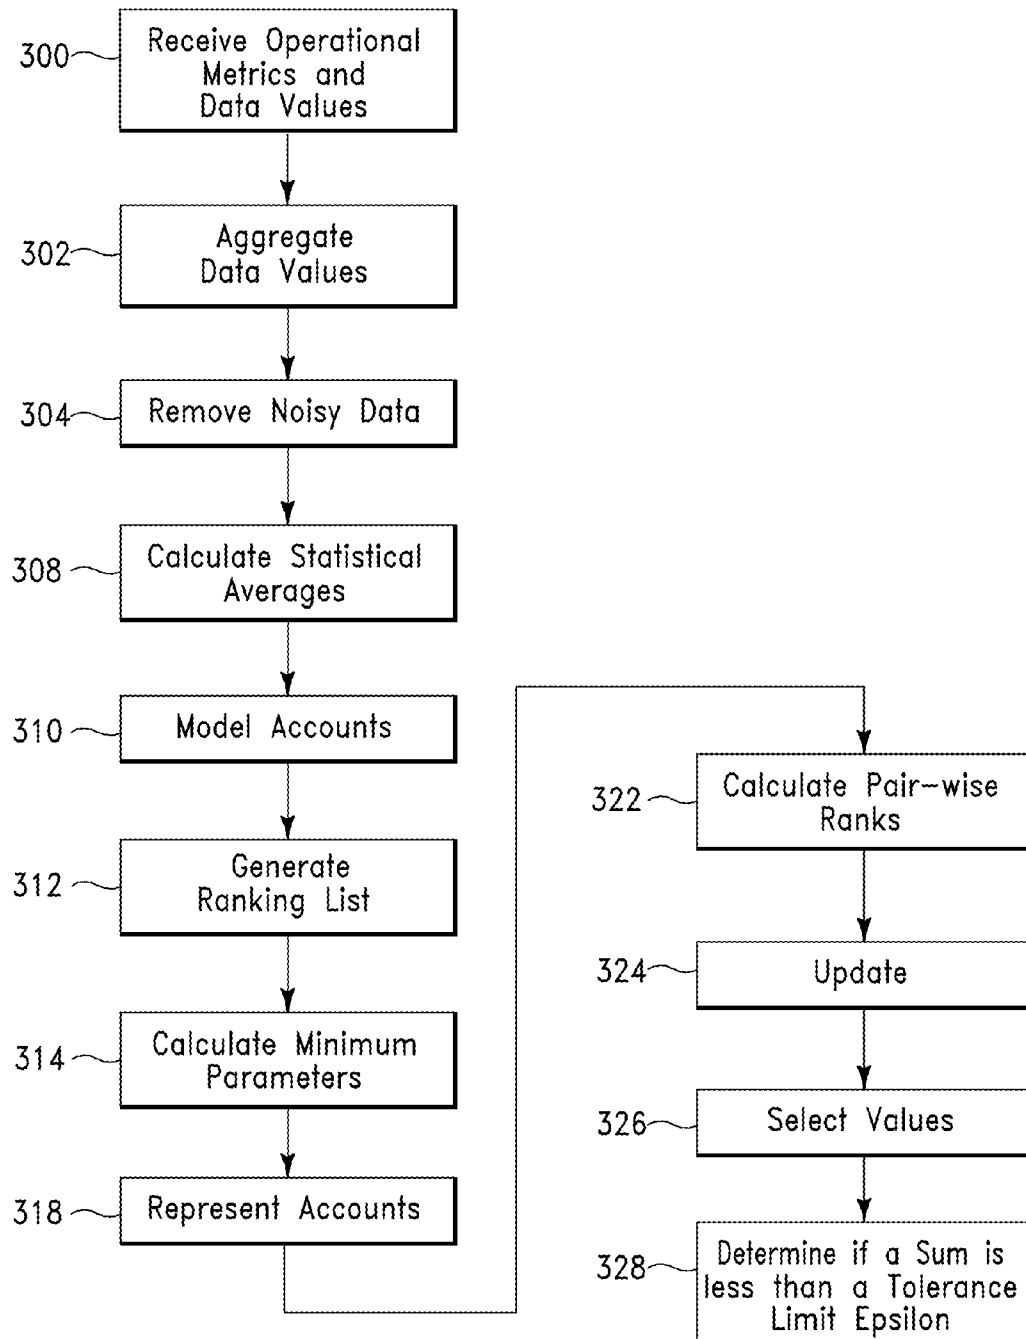 300
Receive Operational
Metrics and
Data Values
302
Aggregate
Data Values
304
Remove Noisy Data
308
Calculate Statistical
Averages
310
Model Accounts
312
Generate
Ranking List
314
Calculate Minimum
Parameters
318
Represent Accounts
322
Calculate Pair-wise
Ranks
324
Update
326
Select Values
328
Determine if a Sum is
less than a Tolerance
Limit Epsilon